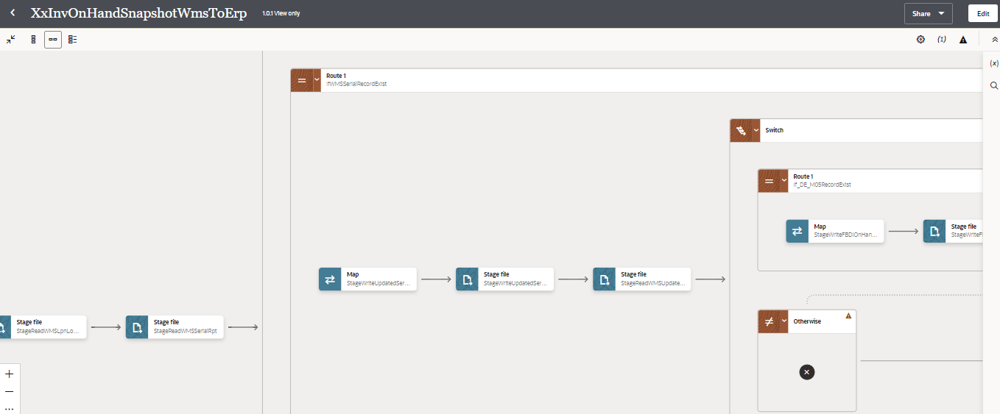 XxInvOnHandSnapshotWmsToErp
1.0.1 View only
Share
Edit
(x)
Route 1
ifWMSSerialRecordExist
Switch
Route 1
if_DE_M05RecordExist
Map
StageWriteFBDIOnHan...
Stage file
StageWriteF
Map
StageWriteUpdatedSer...
Stage file
StageWriteUpdatedSer...
Stage file
StageReadWMSUpdate...
Otherwise
Stage file
StageReadWMSLpnLo...
Stage file
StageReadWMSSerialRpt